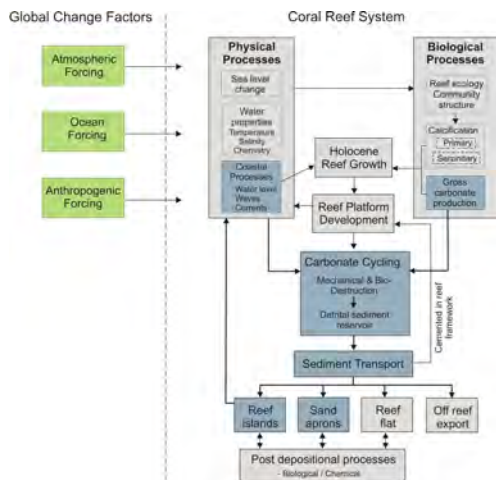 Global Change Factors
Coral Reef System
Atmospheric
Forcing
Ocean
Forcing
Anthropogenic
Forcing
Physical
Processes
Sea level
change
Water
properties
Temperature
Salinity
Chemistry
Coastal
Processes
Water level
Waves
Currents
Biological
Processes
Reef ecology
Community
structure
Calcification
Primary
Secondary
Gross
carbonate
production
Holocene
Reef Growth
Reef Platform
Development
Carbonate Cycling
Mechanical & Bio-
Destruction
Detrital sediment
reservoir
Cemented in reef
framework
Sediment Transport
Reef
islands
Sand
aprons
Reef
flat
Off reef
export
Post depositional processes
- Biological / Chemical